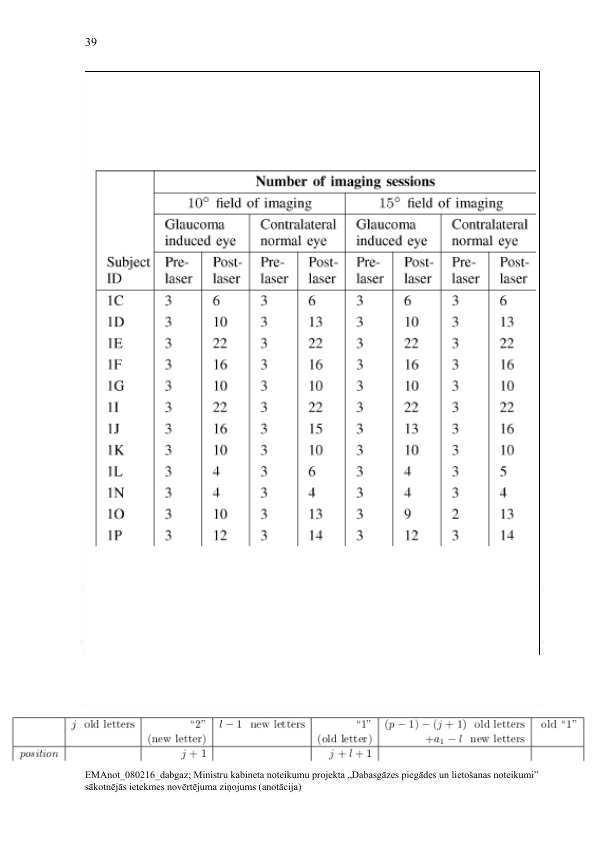 39
Number of imaging sessions
10° field of imaging 15° field of imaging
Glaucoma induced eye Contralateral normal eye Glaucoma induced eye Contralateral normal eye
Subject ID Pre-laser Post-laser Pre-laser Post-laser Pre-laser Post-laser Pre-laser Post-laser
1C 3 6 3 6 3 6 3 6
1D 3 10 3 13 3 10 3 13
1E 3 22 3 22 3 22 3 22
1F 3 16 3 16 3 16 3 16
1G 3 10 3 10 3 10 3 10
1I 3 22 3 22 3 22 3 22
1J 3 16 3 15 3 13 3 16
1K 3 10 3 10 3 10 3 10
1L 3 4 3 6 3 4 3 5
1N 3 4 3 4 3 4 3 4
1O 3 10 3 13 3 9 2 13
1P 3 12 3 14 3 12 3 14
j old letters “2” l − 1 new letters “1” (p − 1) − (j + 1) old letters old “1”
(new letter) (old letter) +a₁ − l new letters
position j + 1 j + l + 1
EMAnot_080216_dabgaz; Ministru kabineta noteikumu projekta „Dabasgāzes piegādes un lietošanas noteikumi”
sākotnējās ietekmes novērtējuma ziņojums (anotācija)